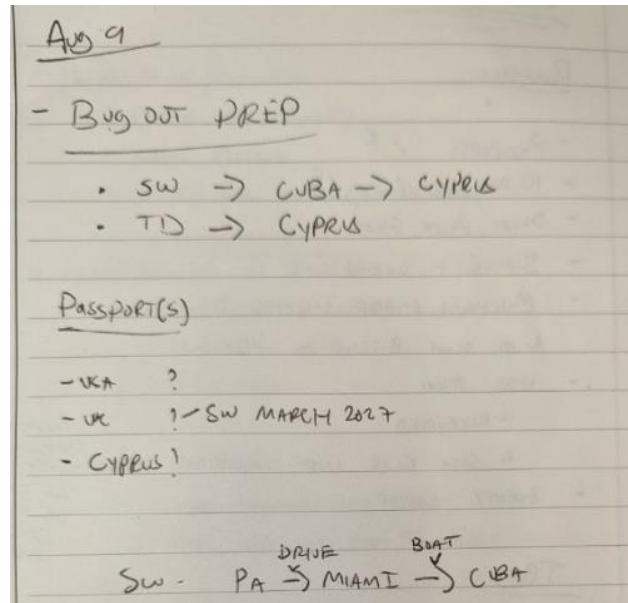 Aug 9
- Bug OUT PREP
• SW → CUBA → CYPRUS
• TD → CYPRUS
PASSPORT(S)
- USA ?
- UK ? - SW MARCH 2027
- CYPRUS !
DRIVE BOAT
SW - PA → MIAMI → CUBA